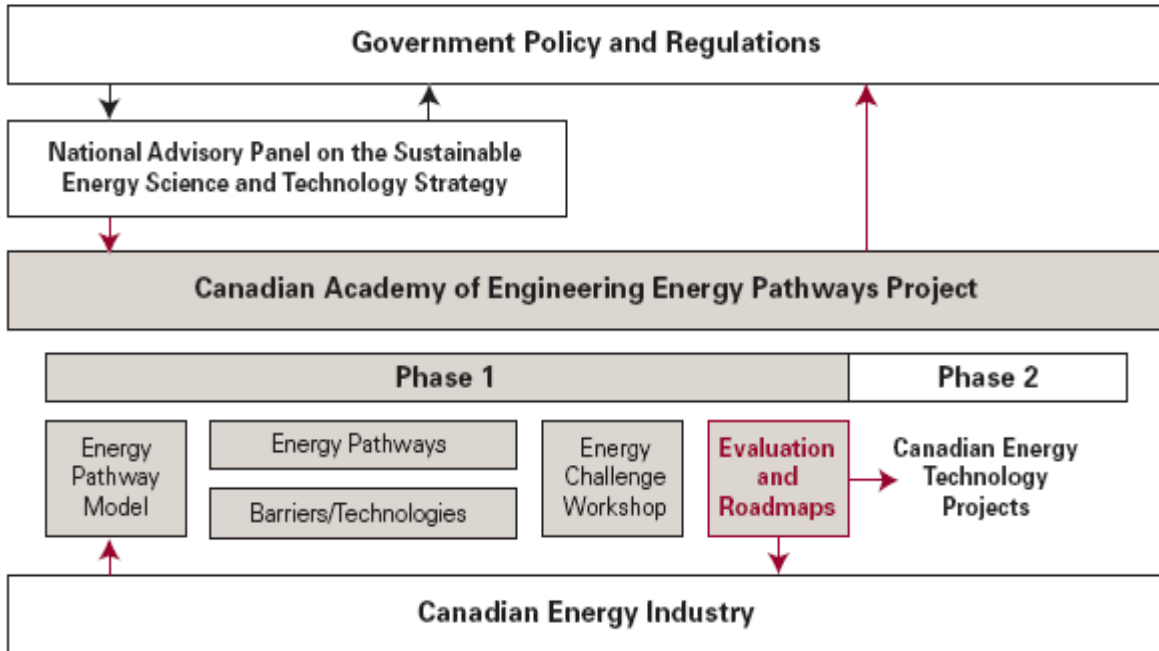 Government Policy and Regulations
National Advisory Panel on the Sustainable
Energy Science and Technology Strategy
Canadian Academy of Engineering Energy Pathways Project
Phase 1
Phase 2
Energy
Pathway
Model
Energy Pathways
Barriers/Technologies
Energy
Challenge
Workshop
Evaluation
and
Roadmaps
Canadian Energy
Technology
Projects
Canadian Energy Industry